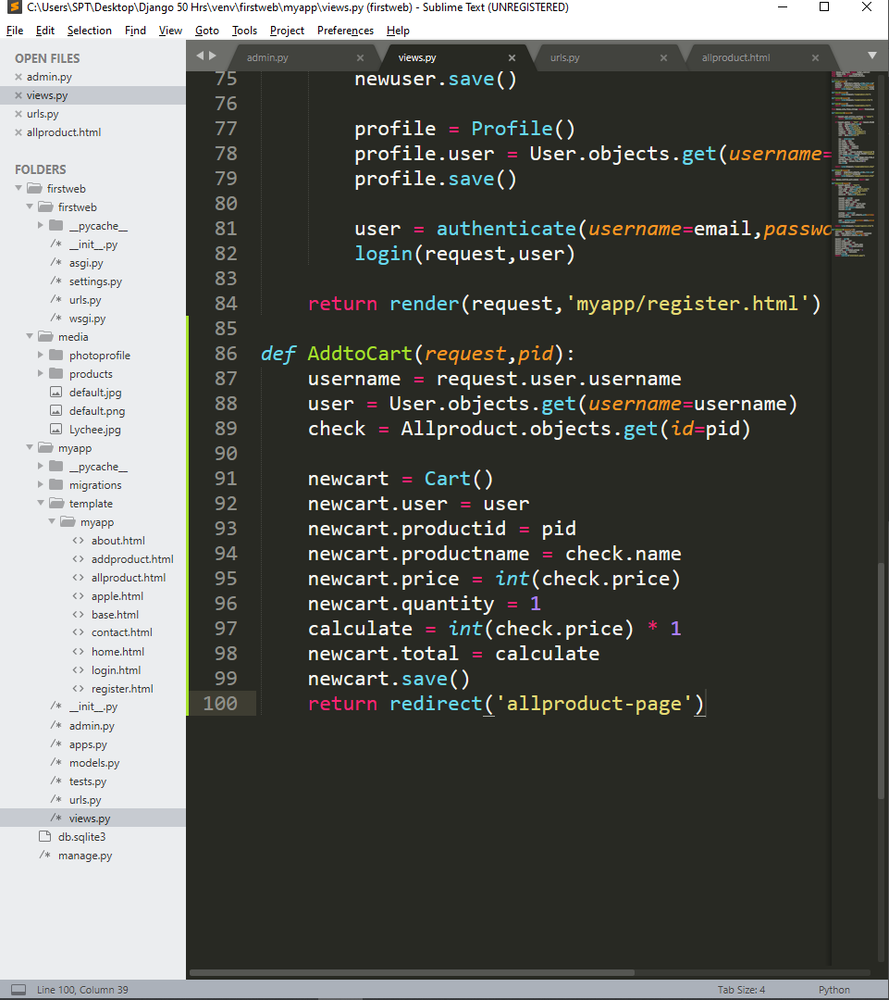 C:\Users\SPT\Desktop\Django 50 Hrs\venv\firstweb\myapp\views.py (firstweb) - Sublime Text (UNREGISTERED)
File Edit Selection Find View Goto Tools Project Preferences Help
OPEN FILES
admin.py
views.py
urls.py
allproduct.html
FOLDERS
firstweb
firstweb
__pycache__
/* __init__.py
/* asgi.py
/* settings.py
/* urls.py
/* wsgi.py
media
photoprofile
products
default.jpg
default.png
Lychee.jpg
myapp
__pycache__
migrations
template
myapp
<> about.html
<> addproduct.html
<> allproduct.html
<> apple.html
<> base.html
<> contact.html
<> home.html
<> login.html
<> register.html
/* __init__.py
/* admin.py
/* apps.py
/* models.py
/* tests.py
/* urls.py
/* views.py
db.sqlite3
/* manage.py
admin.py views.py urls.py allproduct.html
75 newuser.save()
76
77 profile = Profile()
78 profile.user = User.objects.get(username=
79 profile.save()
80
81 user = authenticate(username=email,passwo
82 login(request,user)
83
84 return render(request,'myapp/register.html')
85
86 def AddtoCart(request,pid):
87 username = request.user.username
88 user = User.objects.get(username=username)
89 check = Allproduct.objects.get(id=pid)
90
91 newcart = Cart()
92 newcart.user = user
93 newcart.productid = pid
94 newcart.productname = check.name
95 newcart.price = int(check.price)
96 newcart.quantity = 1
97 calculate = int(check.price) * 1
98 newcart.total = calculate
99 newcart.save()
100 return redirect('allproduct-page')
Line 100, Column 39 Tab Size: 4 Python